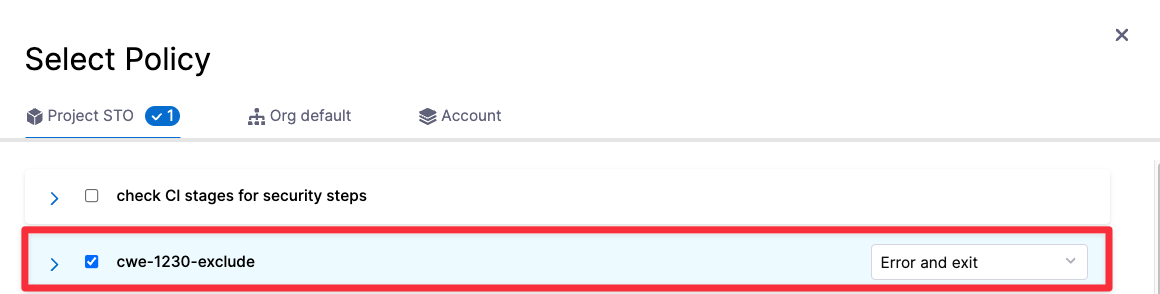 Select Policy
Project STO 1 Org default Account
check CI stages for security steps
cwe-1230-exclude Error and exit